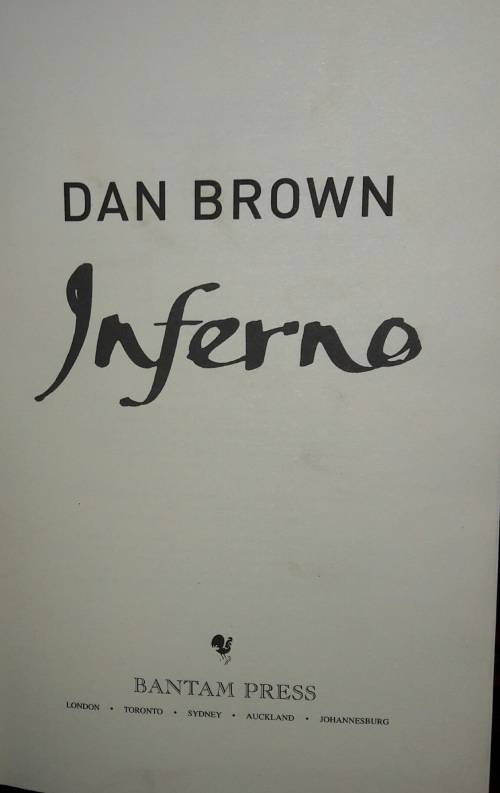 DAN BROWN
Inferno
BANTAM PRESS
LONDON • TORONTO • SYDNEY • AUCKLAND • JOHANNESBURG